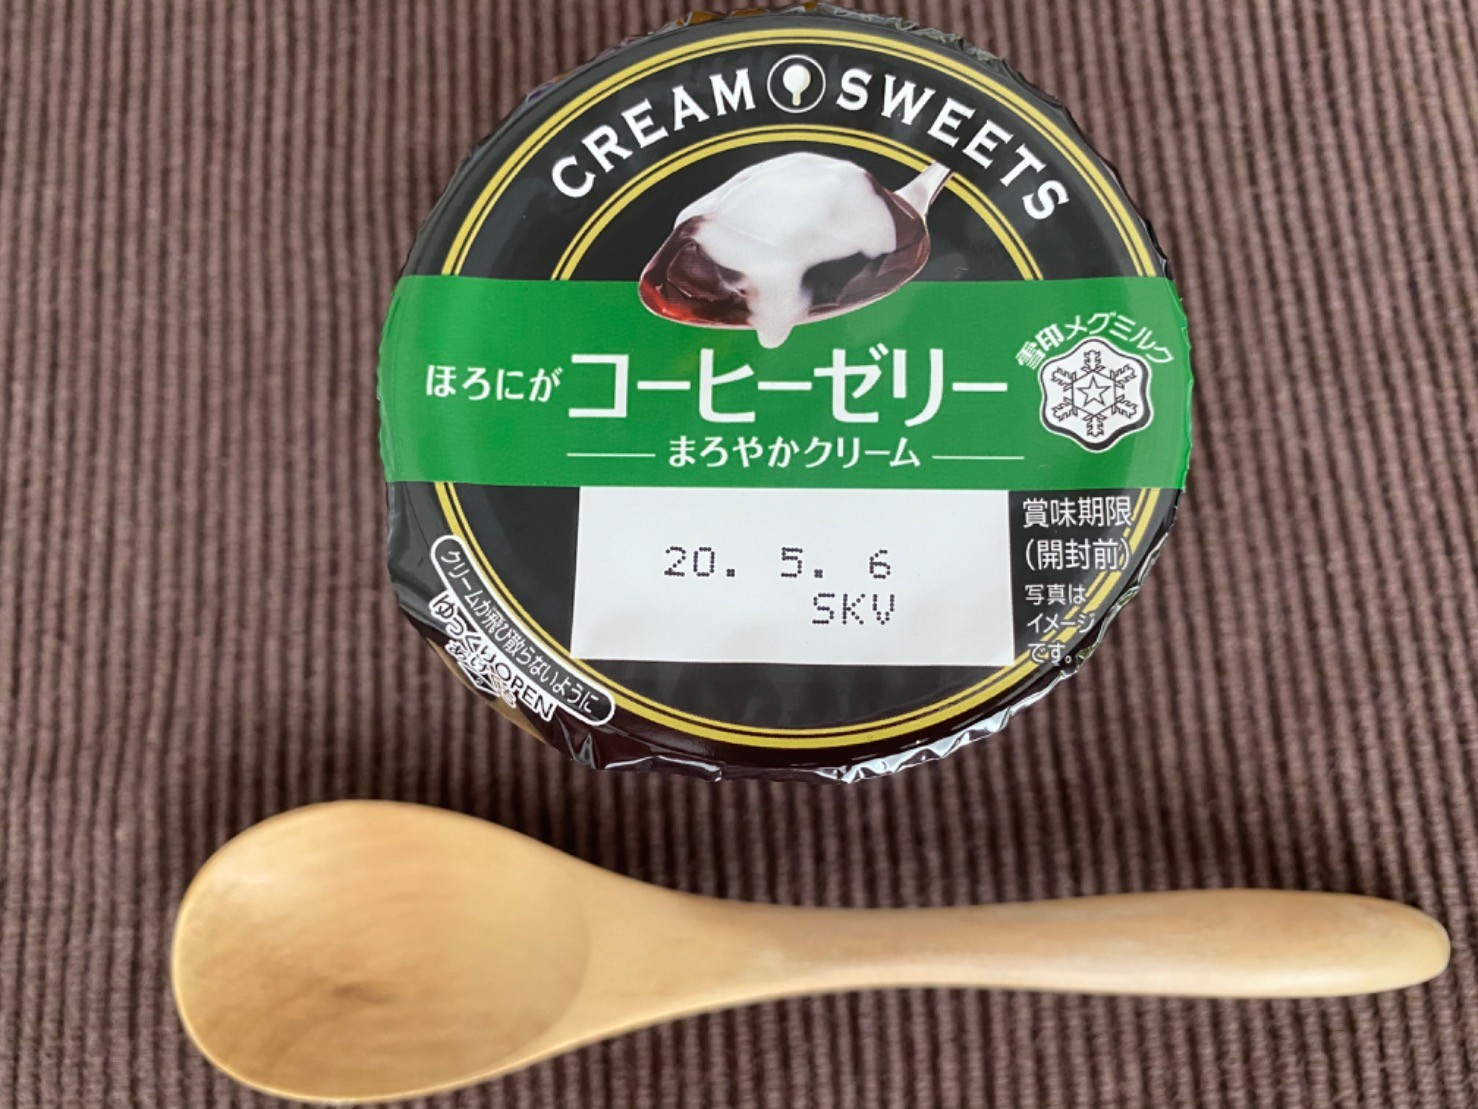 CREAM SWEETS
雪印メグミルク
ほろにが コーヒーゼリー
まろやかクリーム
20. 5. 6
SKV
賞味期限
(開封前)
写真は
イメージ
です。
クリームが飛び散らないように
ゆっくりOPEN